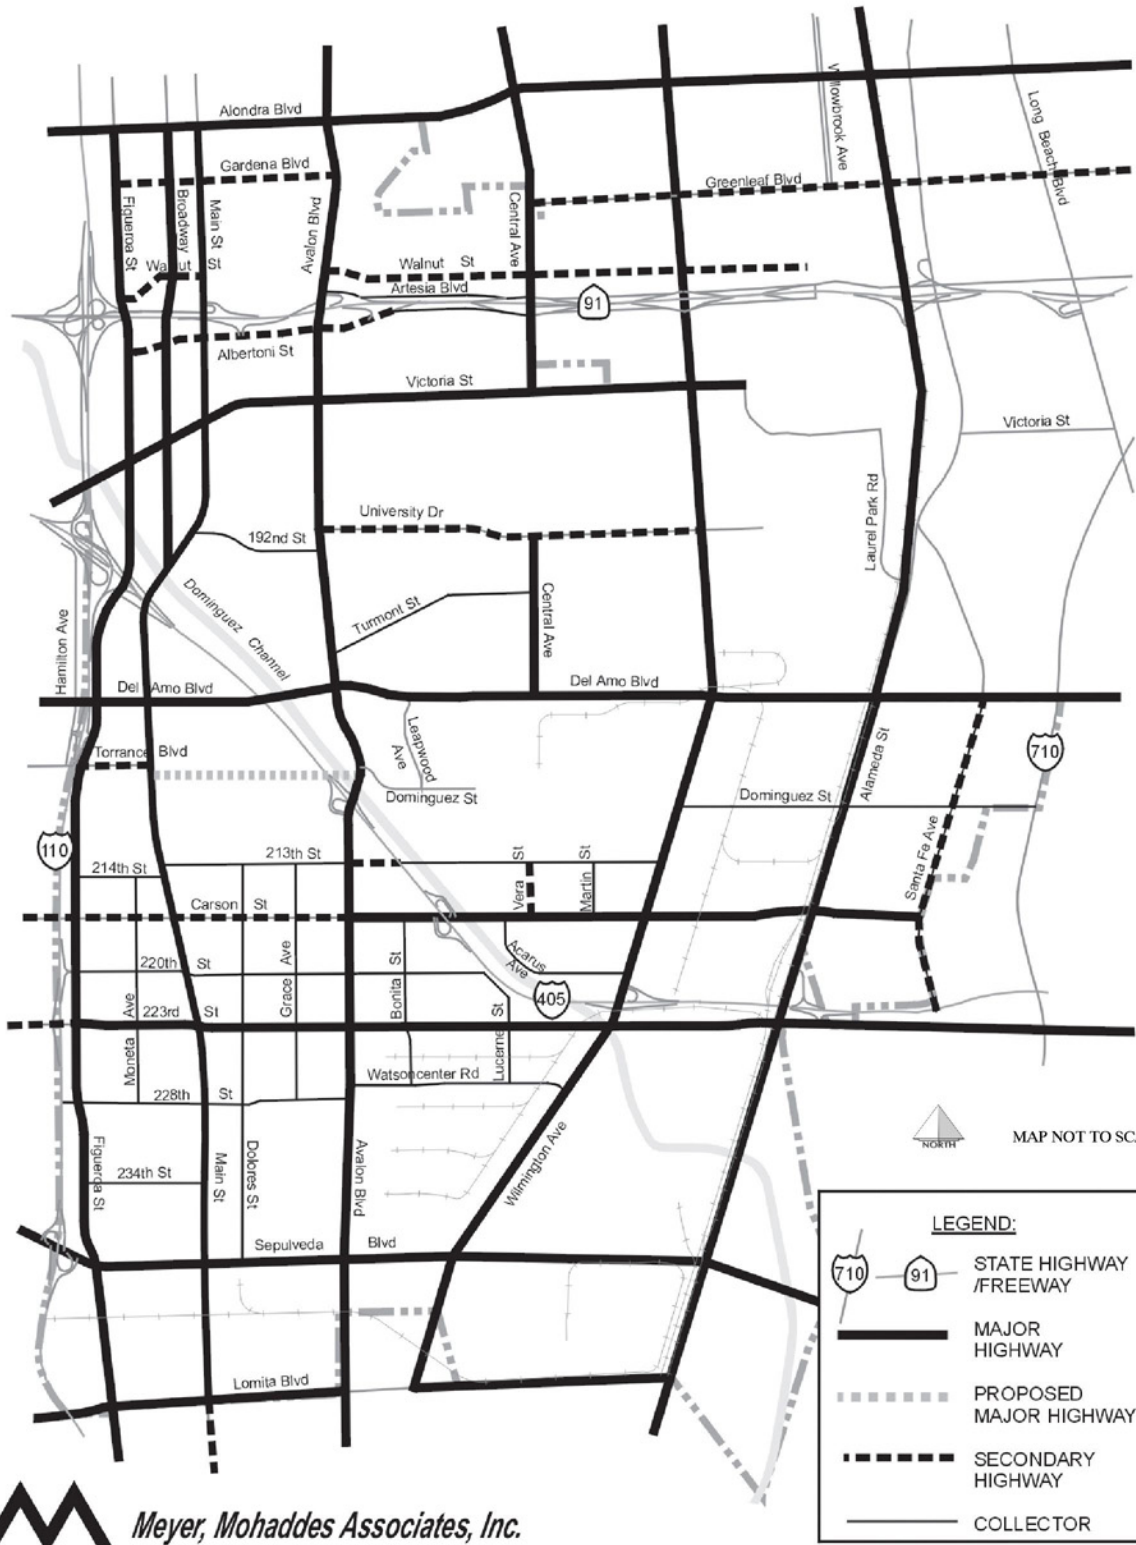 Alondra Blvd
Gardena Blvd
Willowbrook Ave
Long Beach Blvd
Greenleaf Blvd
Figueroa St
Broadway
Main St
Avalon Blvd
Central Ave
Walnut St
Walnut St
Artesia Blvd
91
Albertoni St
Victoria St
Victoria St
University Dr
192nd St
Laurel Park Rd
Dominguez Channel
Turmont St
Central Ave
Hamilton Ave
Del Amo Blvd
Del Amo Blvd
Leapwood
Ave
Torrance Blvd
710
Alameda St
Dominguez St
Dominguez St
110
214th St
213th St
Vera St
Martin St
Santa Fe Ave
Carson St
220th St
Grace Ave
Bonita St
Acarus
Ave
405
Moneta Ave
223rd St
Lucerne St
Watsoncenter Rd
228th St
Figueroa St
234th St
Main St
Dolores St
Avalon Blvd
Wilmington Ave
NORTH
MAP NOT TO SCA
Sepulveda Blvd
Lomita Blvd
LEGEND:
710
91
STATE HIGHWAY
/FREEWAY
MAJOR
HIGHWAY
PROPOSED
MAJOR HIGHWAY
SECONDARY
HIGHWAY
COLLECTOR
Meyer, Mohaddes Associates, Inc.